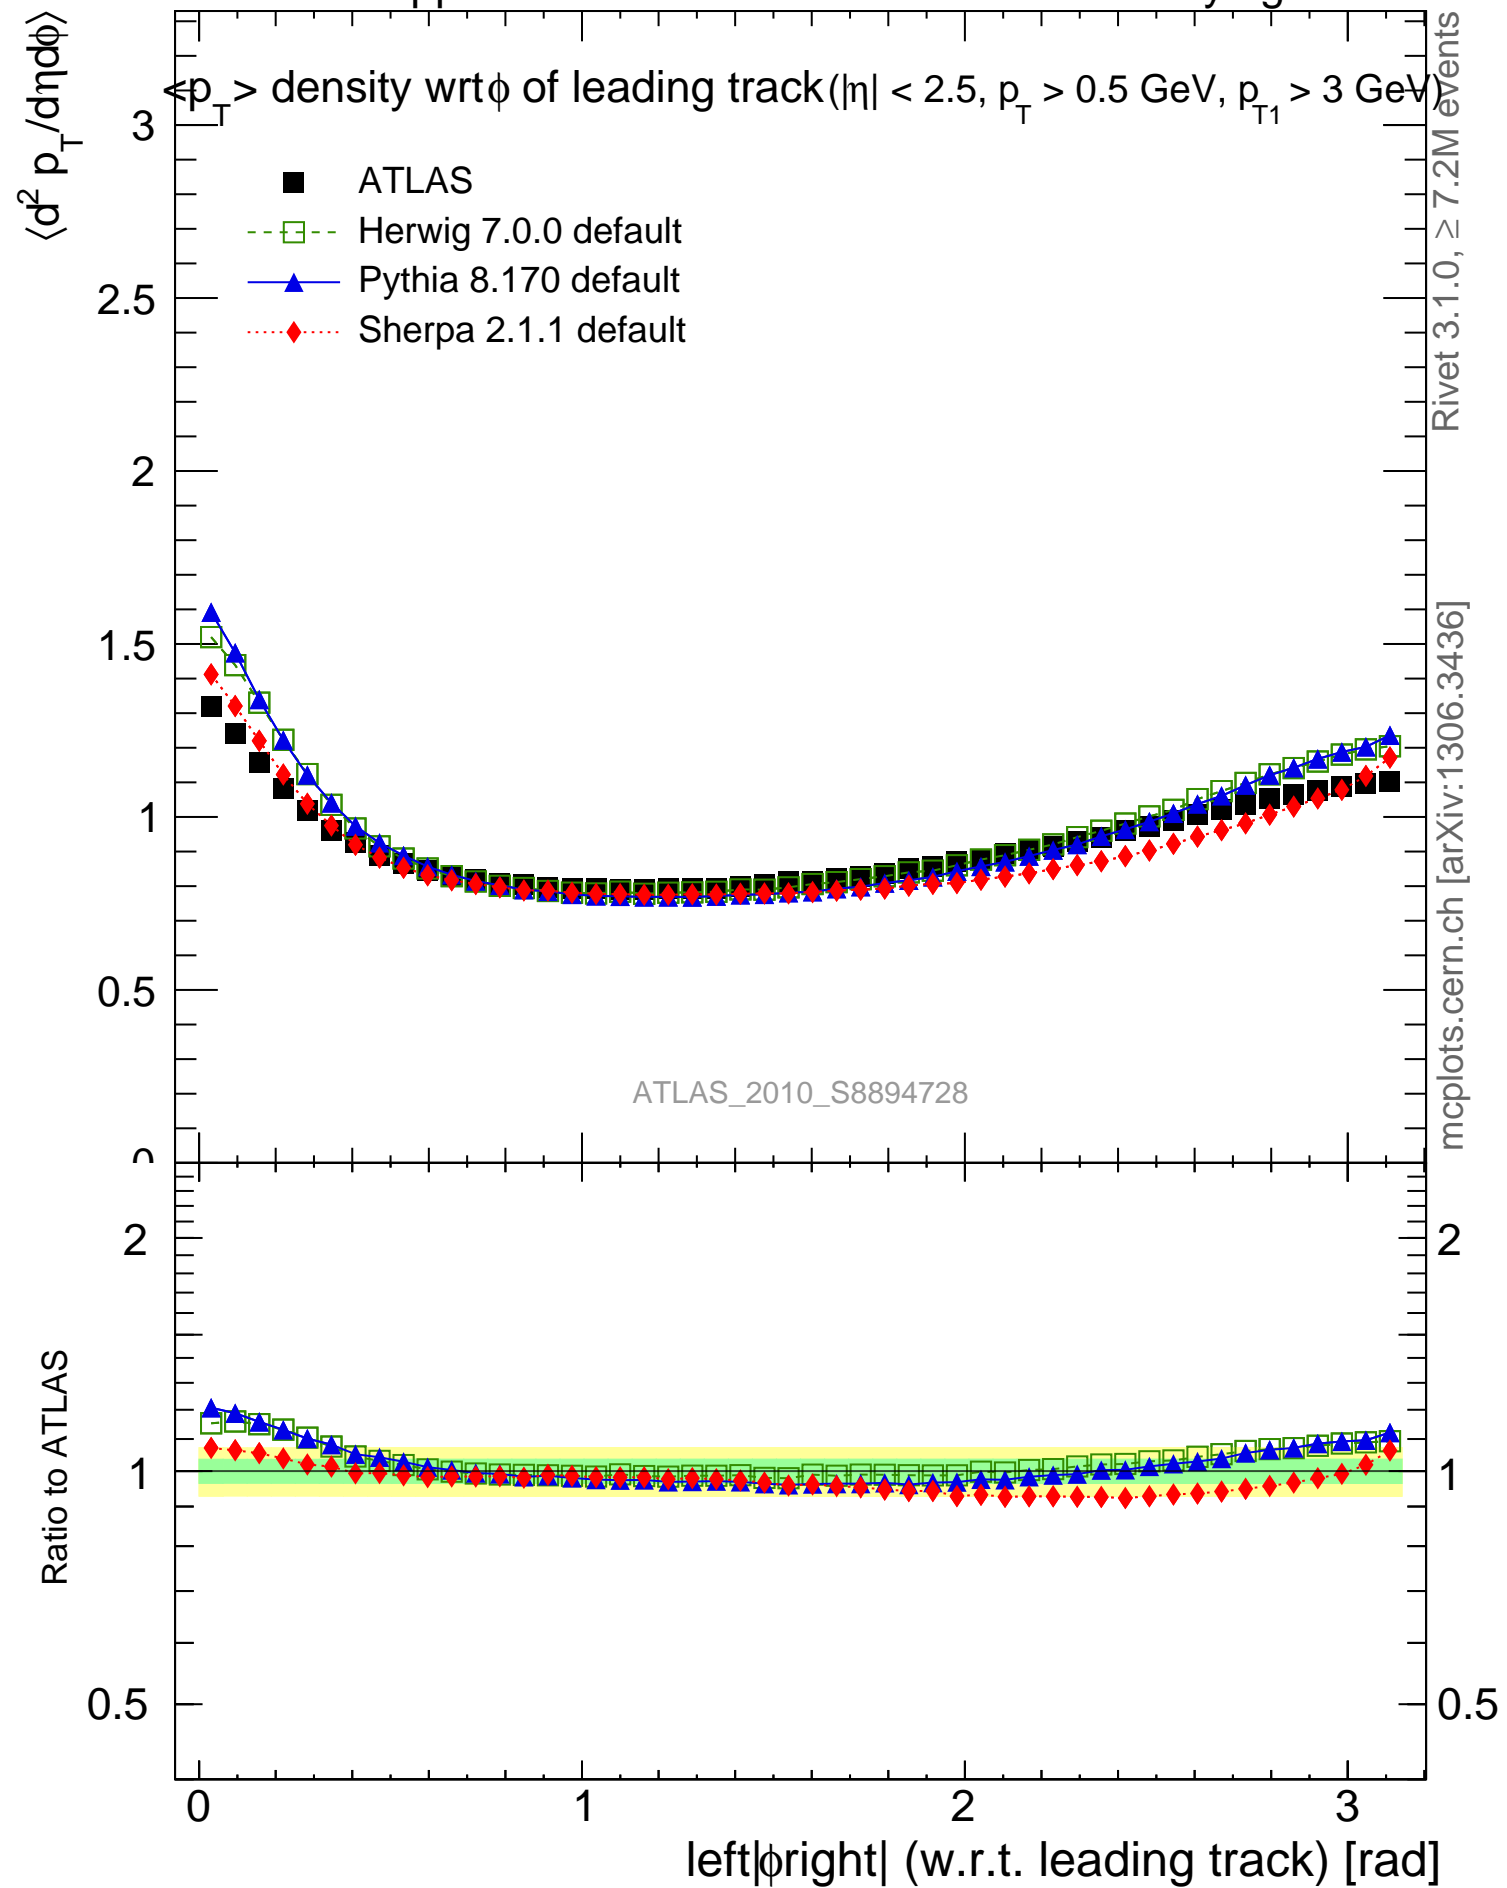 ⟨d² p_T/dηdφ⟩
<p_T> density wrt φ of leading track (|η| < 2.5, p_T > 0.5 GeV, p_T1 > 3 GeV)
ATLAS
Herwig 7.0.0 default
Pythia 8.170 default
Sherpa 2.1.1 default
3
2.5
2
1.5
1
0.5
0
ATLAS_2010_S8894728
Rivet 3.1.0, ≥ 7.2M events
mcplots.cern.ch [arXiv:1306.3436]
Ratio to ATLAS
2
1
0.5
2
1
0.5
0 1 2 3
left|φright| (w.r.t. leading track) [rad]